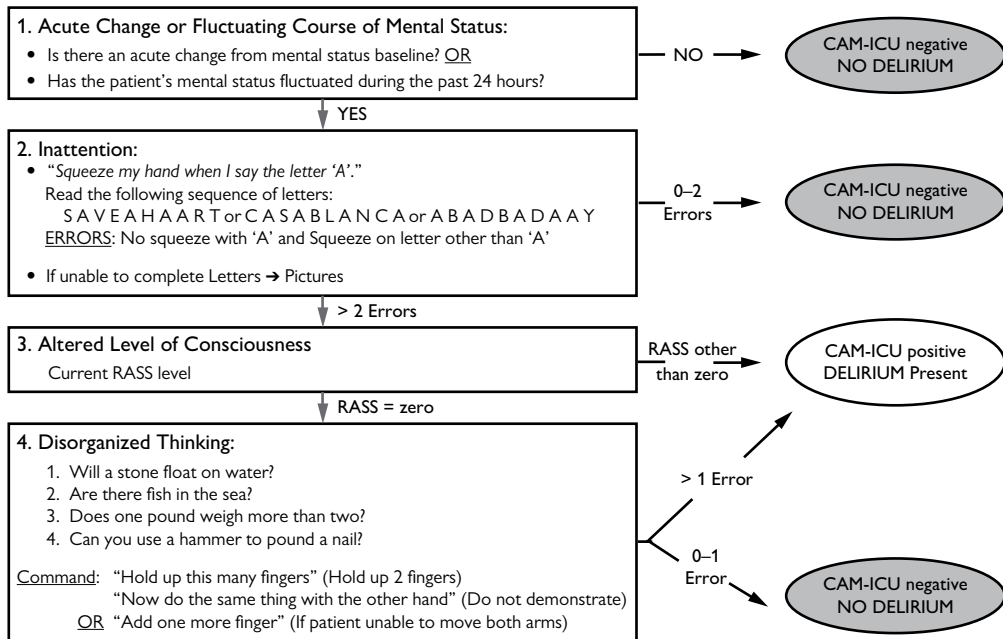 1. Acute Change or Fluctuating Course of Mental Status:
• Is there an acute change from mental status baseline? OR
• Has the patient’s mental status fluctuated during the past 24 hours?
NO
CAM-ICU negative
NO DELIRIUM
YES
2. Inattention:
• “Squeeze my hand when I say the letter ‘A’.”
Read the following sequence of letters:
S A V E A H A A R T or C A S A B L A N C A or A B A D B A D A A Y
ERRORS: No squeeze with ‘A’ and Squeeze on letter other than ‘A’
• If unable to complete Letters ➔ Pictures
0–2
Errors
CAM-ICU negative
NO DELIRIUM
> 2 Errors
3. Altered Level of Consciousness
Current RASS level
RASS other
than zero
CAM-ICU positive
DELIRIUM Present
RASS = zero
4. Disorganized Thinking:
1. Will a stone float on water?
2. Are there fish in the sea?
3. Does one pound weigh more than two?
4. Can you use a hammer to pound a nail?
Command: “Hold up this many fingers” (Hold up 2 fingers)
“Now do the same thing with the other hand” (Do not demonstrate)
OR “Add one more finger” (If patient unable to move both arms)
> 1 Error
0–1
Error
CAM-ICU negative
NO DELIRIUM